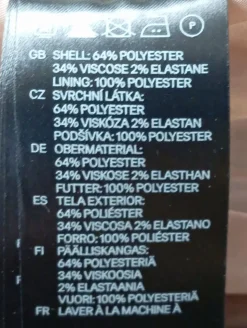 GB SHELL: 64% POLYESTER
34% VISCOSE 2% ELASTANE
LINING: 100% POLYESTER
CZ SVRCHNÍ LÁTKA:
64% POLYESTER
34% VISKÓZA 2% ELASTAN
PODŠÍVKA: 100% POLYESTER
DE OBERMATERIAL:
64% POLYESTER
34% VISKOSE 2% ELASTHAN
FUTTER: 100% POLYESTER
ES TELA EXTERIOR:
64% POLIÉSTER
34% VISCOSA 2% ELASTANO
FORRO: 100% POLIÉSTER
FI PÄÄLLISKANGAS:
64% POLYESTERIÄ
34% VISKOOSIA
2% ELASTAANIA
VUORI: 100% POLYESTERIÄ
FR LAVER À LA MACHINE À